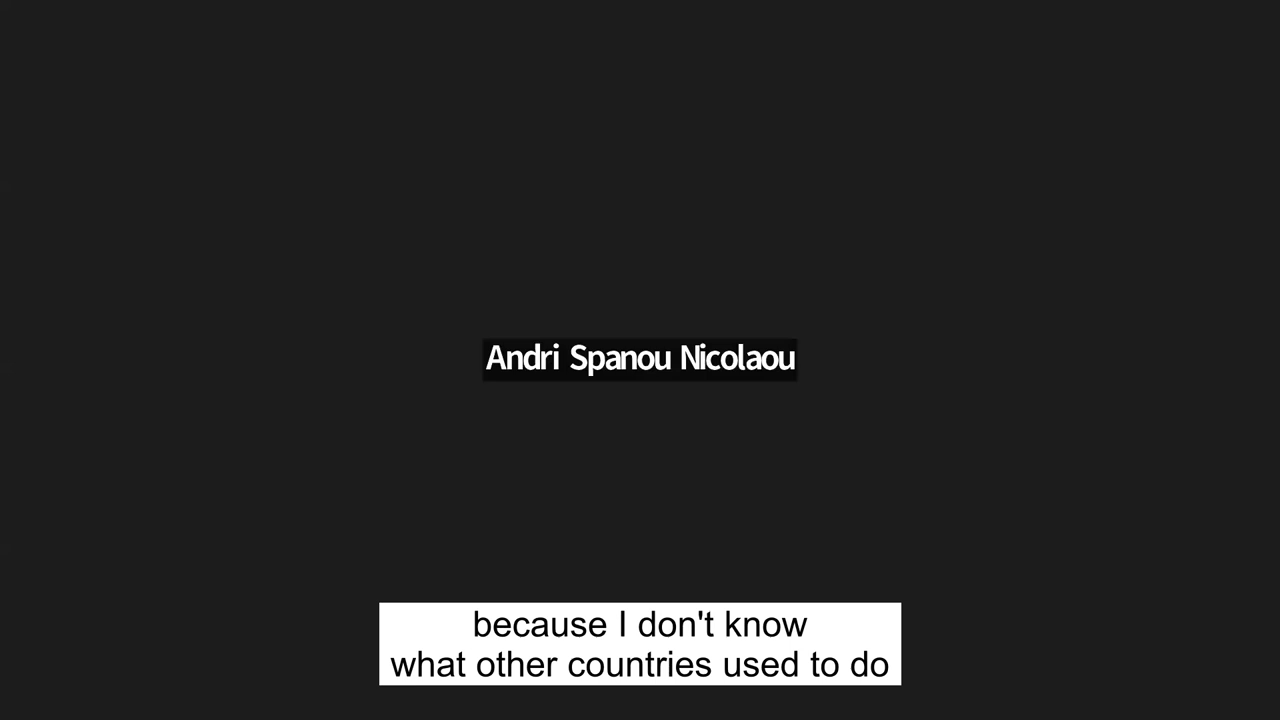 Andri Spanou Nicolaou
because I don't know
what other countries used to do